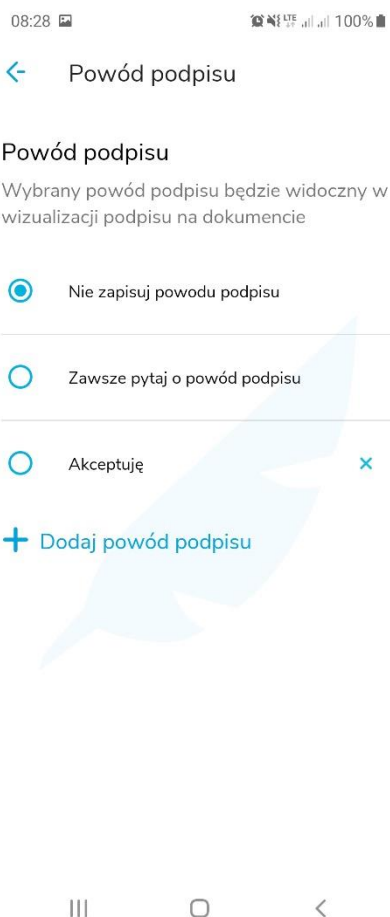 08:28 LTE 100%
Powód podpisu
Powód podpisu
Wybrany powód podpisu będzie widoczny w
wizualizacji podpisu na dokumencie
Nie zapisuj powodu podpisu
Zawsze pytaj o powód podpisu
Akceptuję
Dodaj powód podpisu